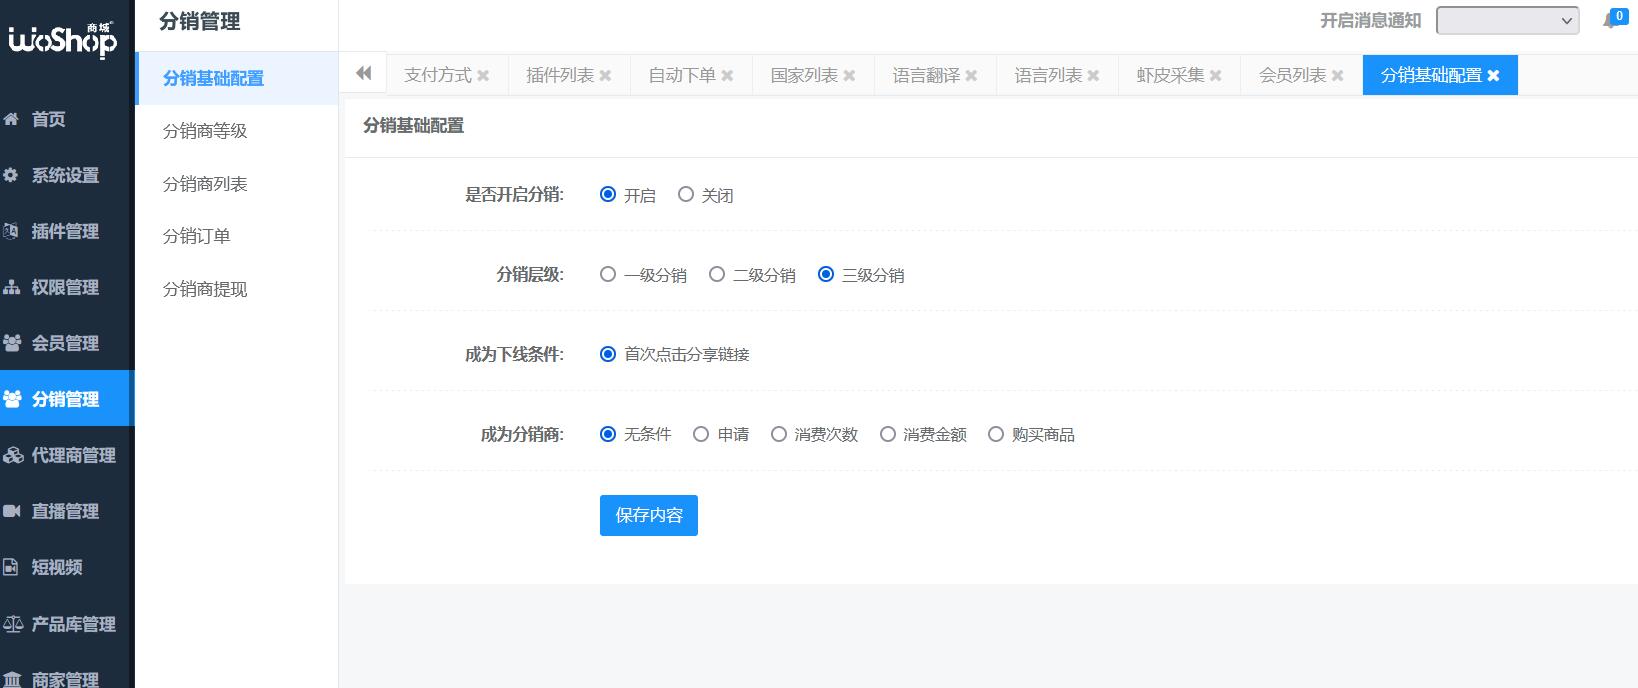 WoShop商城
首页
系统设置
插件管理
权限管理
会员管理
分销管理
代理商管理
直播管理
短视频
产品库管理
商家管理
分销管理
分销基础配置
分销商等级
分销商列表
分销订单
分销商提现
开启消息通知 0
支付方式 插件列表 自动下单 国家列表 语言翻译 语言列表 虾皮采集 会员列表 分销基础配置
分销基础配置
是否开启分销: 开启 关闭
分销层级: 一级分销 二级分销 三级分销
成为下线条件: 首次点击分享链接
成为分销商: 无条件 申请 消费次数 消费金额 购买商品
保存内容